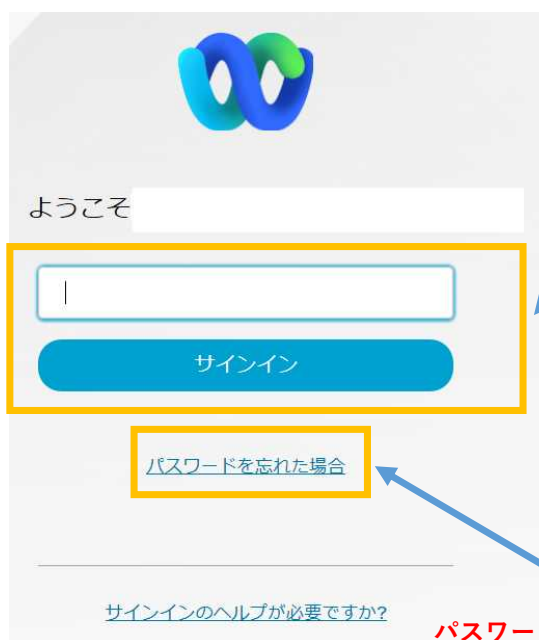 ようこそ
サインイン
パスワードを忘れた場合
サインインのヘルプが必要ですか?
パスワー